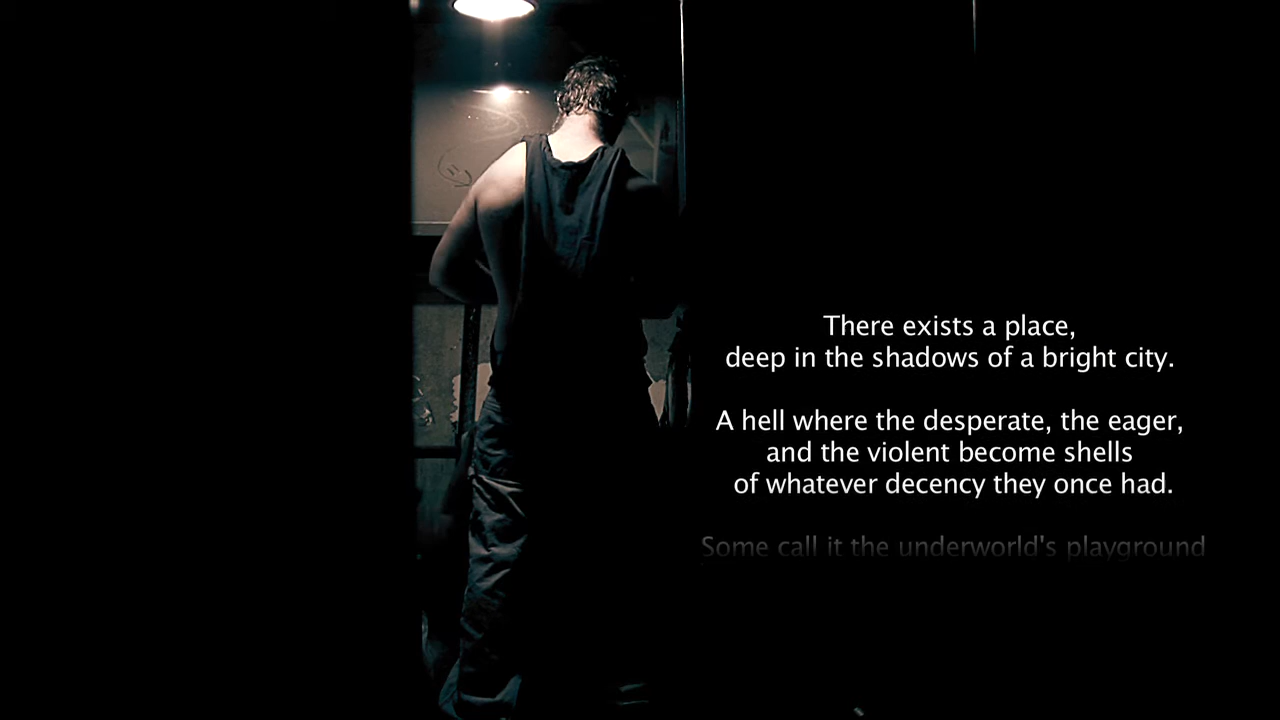 There exists a place,
deep in the shadows of a bright city.
A hell where the desperate, the eager,
and the violent become shells
of whatever decency they once had.
Some call it the underworld's playground